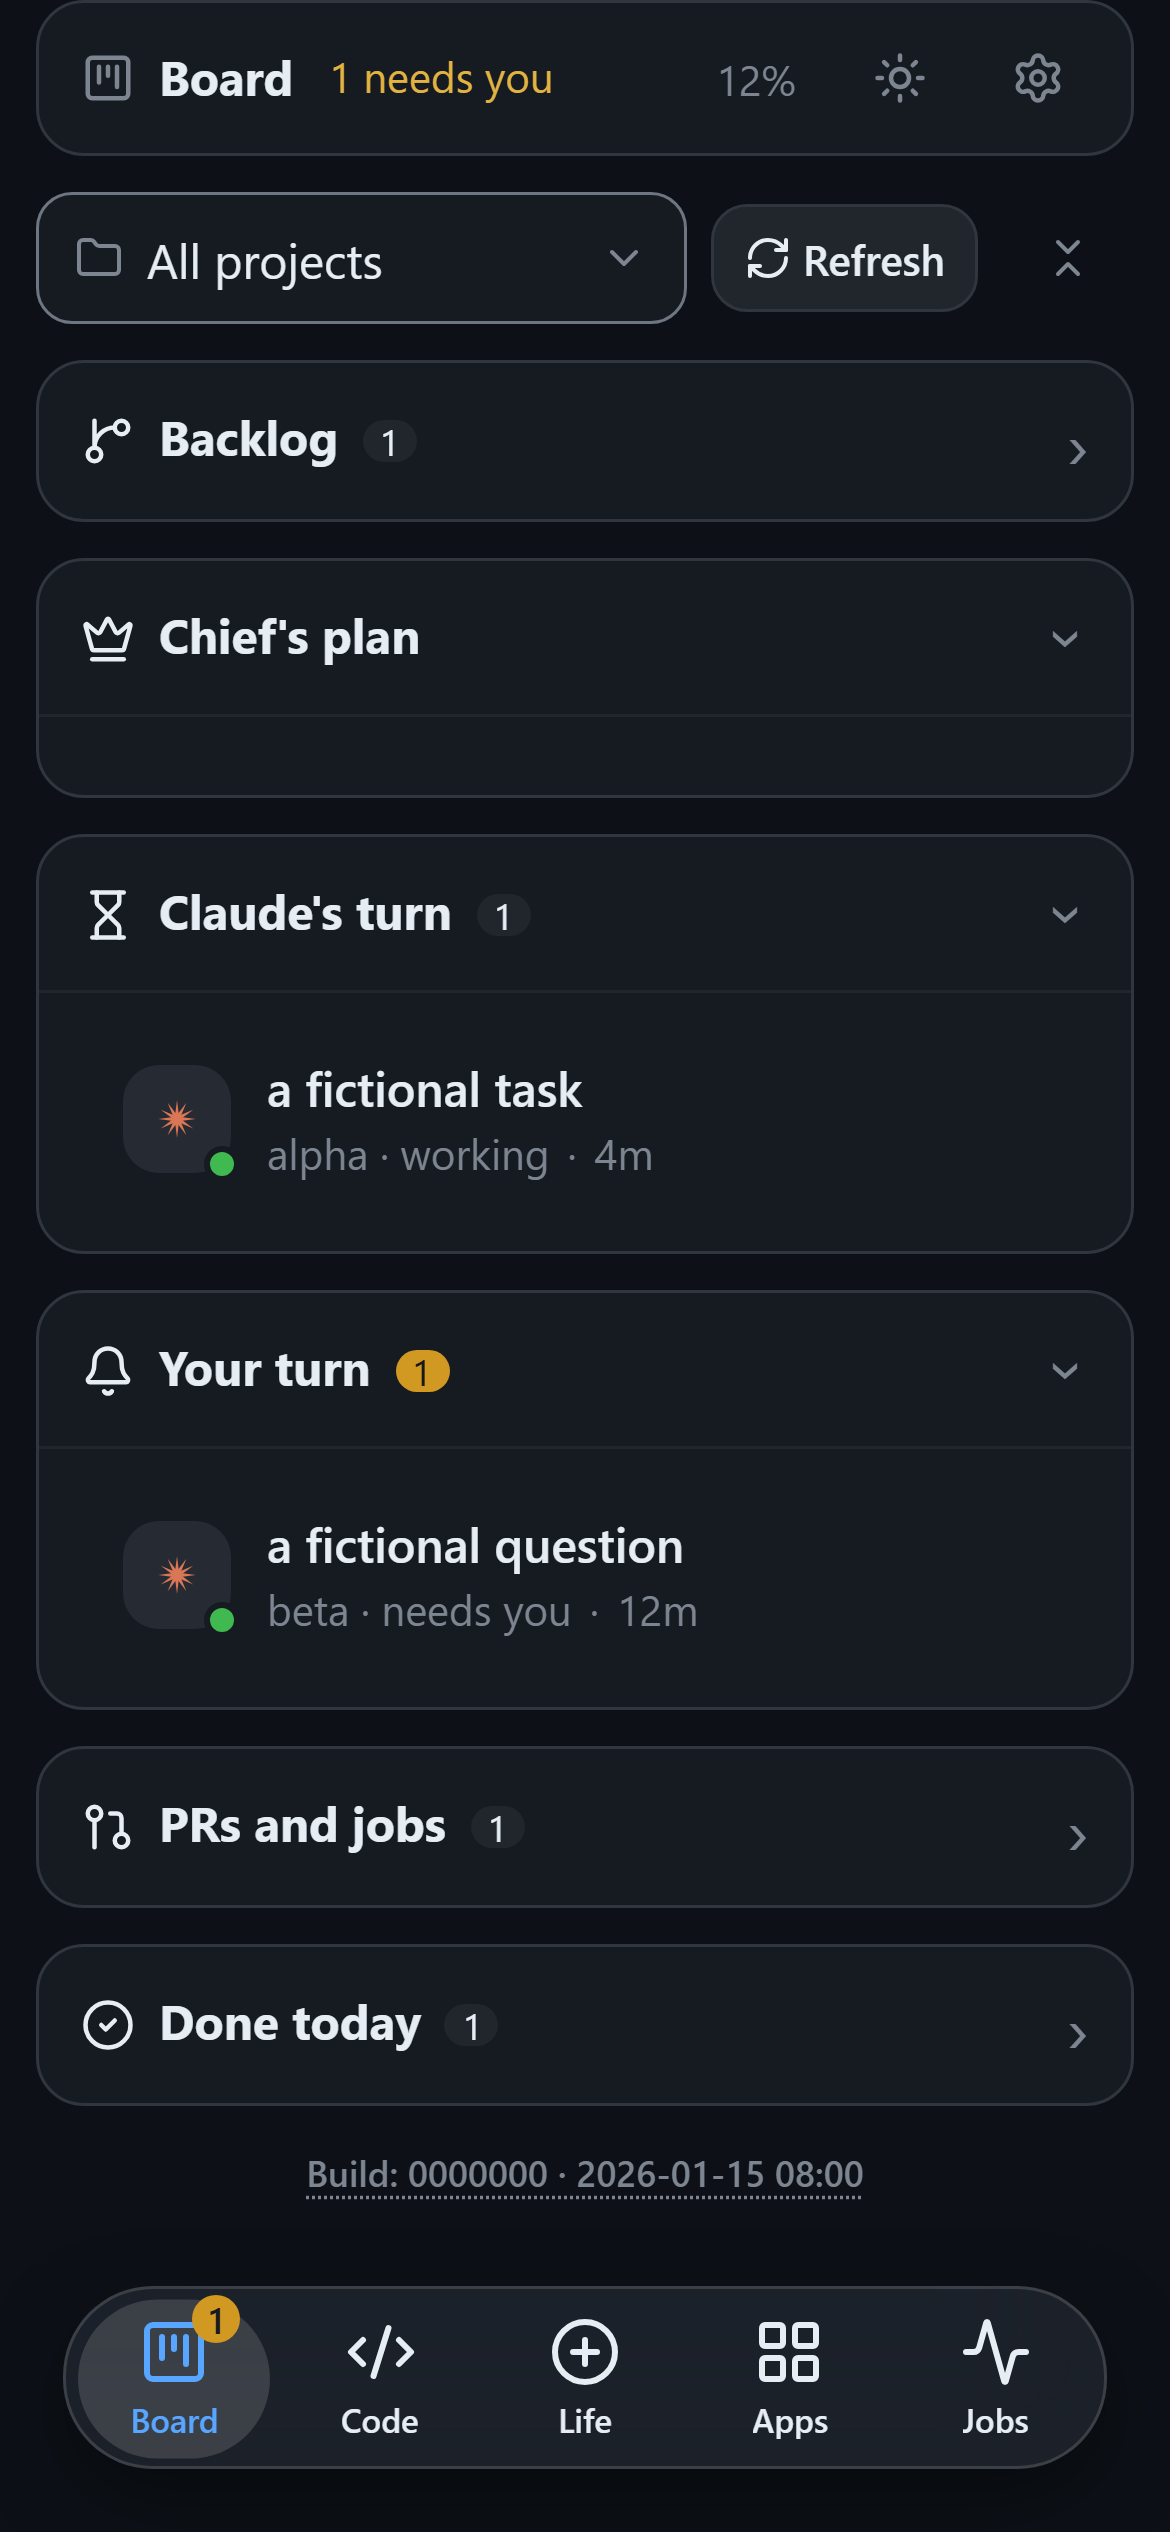 Board 1 needs you 12%
All projects Refresh
Backlog 1
Chief's plan
Claude's turn 1
a fictional task
alpha · working · 4m
Your turn 1
a fictional question
beta · needs you · 12m
PRs and jobs 1
Done today 1
Build: 0000000 · 2026-01-15 08:00
1
Board Code Life Apps Jobs